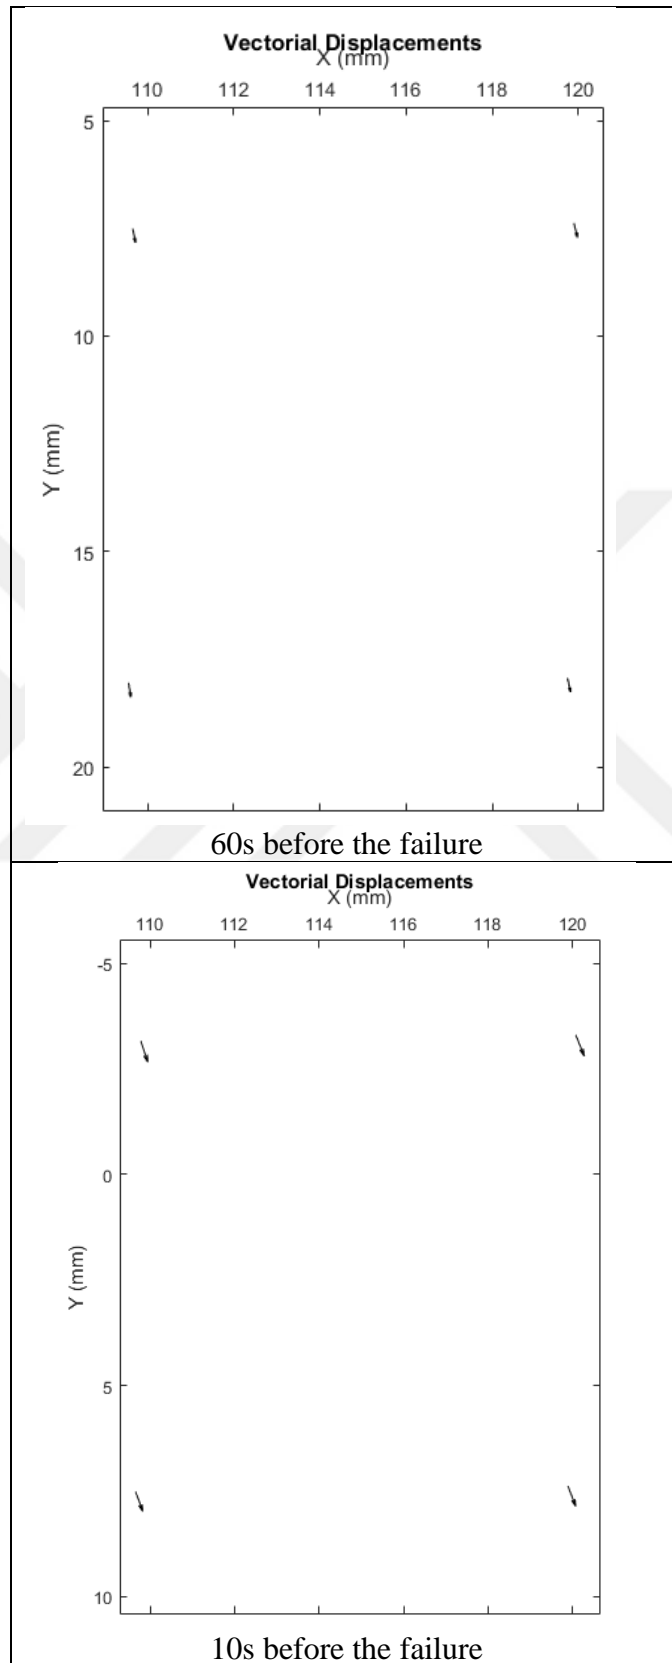 Vectorial Displacements
X (mm)
110 112 114 116 118 120
5
10
Y (mm)
15
20
60s before the failure
Vectorial Displacements
X (mm)
110 112 114 116 118 120
-5
0
Y (mm)
5
10
10s before the failure